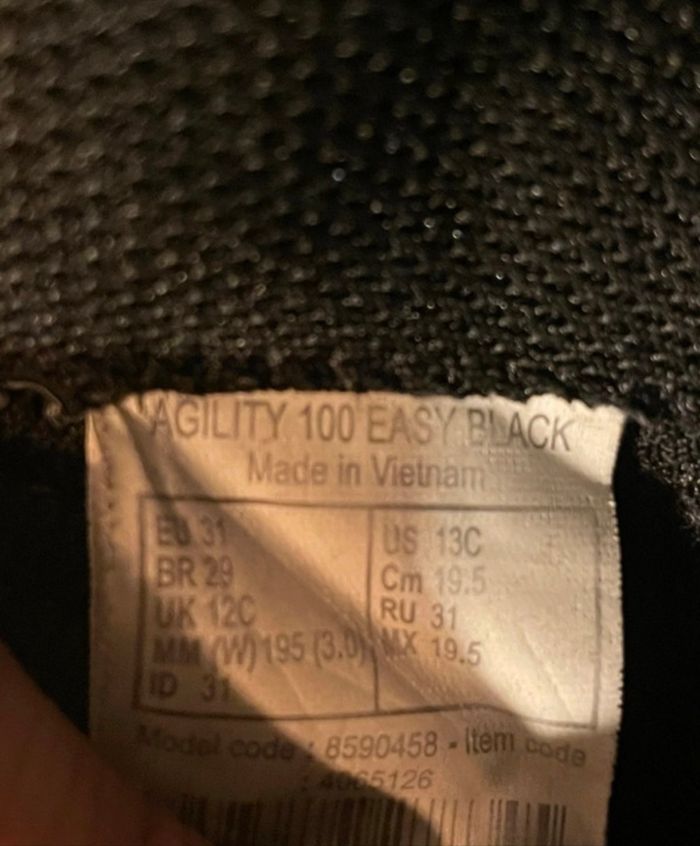 AGILITY 100 EASY BLACK
Made in Vietnam
EU 31
BR 29
UK 12C
MM (W) 195 (3.0)
ID 31
US 13C
Cm 19.5
RU 31
MX 19.5
Model code : 8590458 - Item code
: 4065126